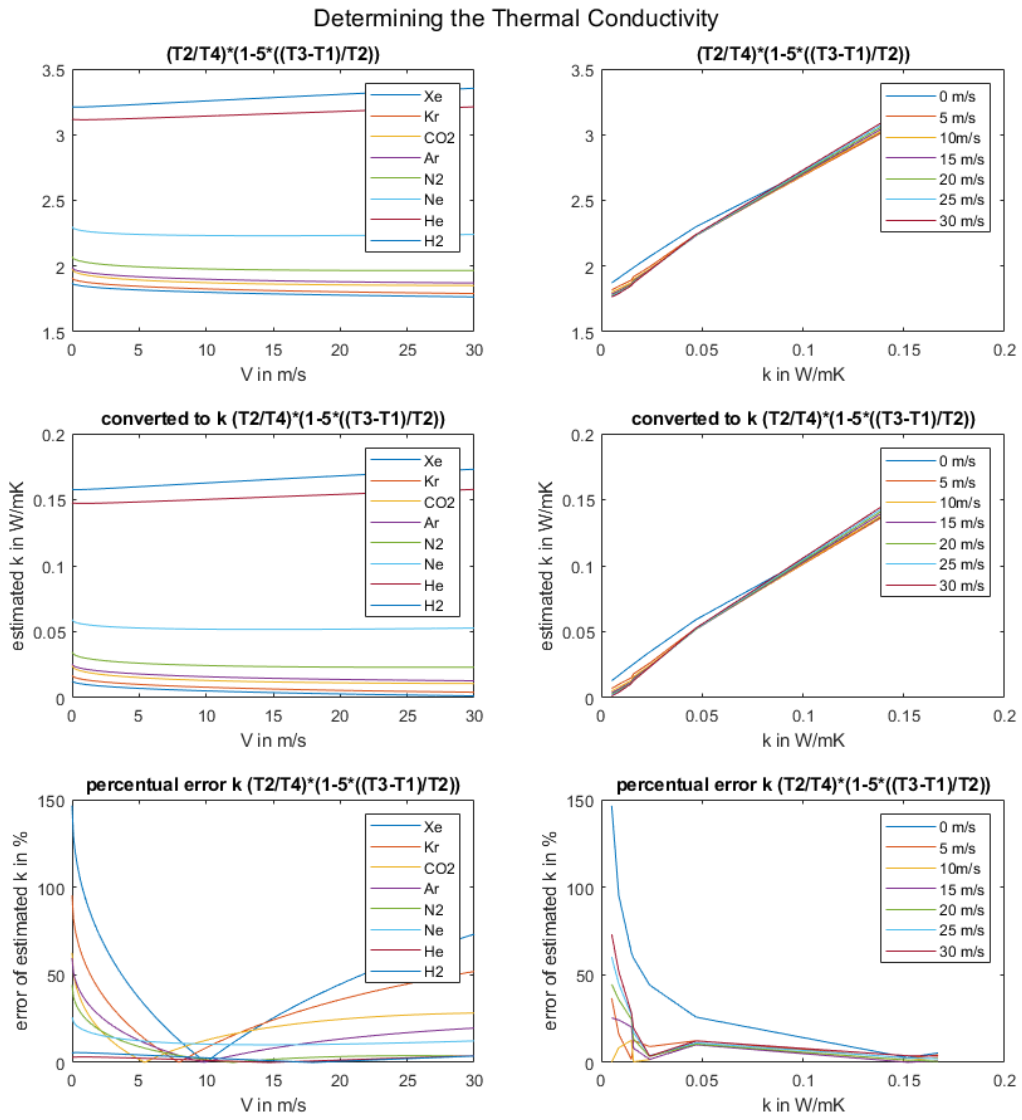 Determining the Thermal Conductivity
(T2/T4)*(1-5*((T3-T1)/T2))
3.5
3
2.5
2
1.5
0
5
10
15
20
25
30
V in m/s
Xe
Kr
CO2
Ar
N2
Ne
He
H2
(T2/T4)*(1-5*((T3-T1)/T2))
3.5
3
2.5
2
1.5
0
0.05
0.1
0.15
0.2
k in W/mK
0 m/s
5 m/s
10m/s
15 m/s
20 m/s
25 m/s
30 m/s
converted to k (T2/T4)*(1-5*((T3-T1)/T2))
estimated k in W/mK
0.2
0.15
0.1
0.05
0
0
5
10
15
20
25
30
V in m/s
Xe
Kr
CO2
Ar
N2
Ne
He
H2
converted to k (T2/T4)*(1-5*((T3-T1)/T2))
estimated k in W/mK
0.2
0.15
0.1
0.05
0
0
0.05
0.1
0.15
0.2
k in W/mK
0 m/s
5 m/s
10m/s
15 m/s
20 m/s
25 m/s
30 m/s
percentual error k (T2/T4)*(1-5*((T3-T1)/T2))
error of estimated k in %
150
100
50
0
0
5
10
15
20
25
30
V in m/s
Xe
Kr
CO2
Ar
N2
Ne
He
H2
percentual error k (T2/T4)*(1-5*((T3-T1)/T2))
error of estimated k in %
150
100
50
0
0
0.05
0.1
0.15
0.2
k in W/mK
0 m/s
5 m/s
10m/s
15 m/s
20 m/s
25 m/s
30 m/s